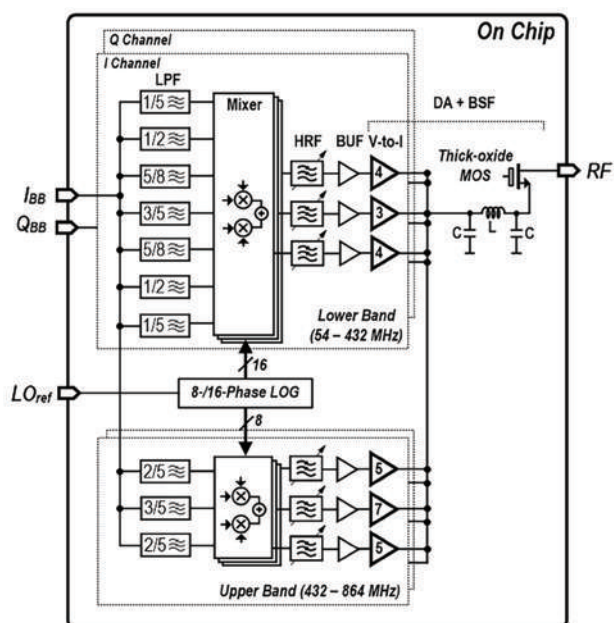 On Chip
Q Channel
I Channel
LPF
Mixer
DA + BSF
HRF
BUF
V-to-I
Thick-oxide
MOS
RF
1/5
1/2
5/8
3/5
5/8
1/2
1/5
4
3
4
I_BB
Q_BB
C
L
C
Lower Band
(54 – 432 MHz)
16
LO_ref
8-/16-Phase LOG
8
2/5
3/5
2/5
5
7
5
Upper Band (432 – 864 MHz)